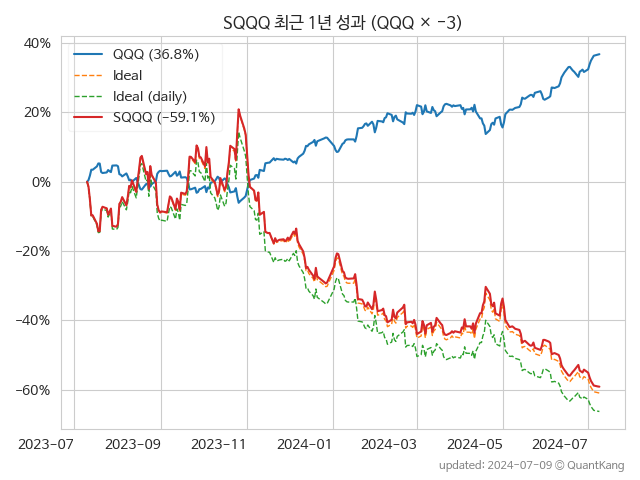 SQQQ 최근 1년 성과 (QQQ × −3)
QQQ (36.8%)
Ideal
Ideal (daily)
SQQQ (−59.1%)
40%
20%
0%
−20%
−40%
−60%
2023-07 2023-09 2023-11 2024-01 2024-03 2024-05 2024-07
updated: 2024-07-09 © QuantKang